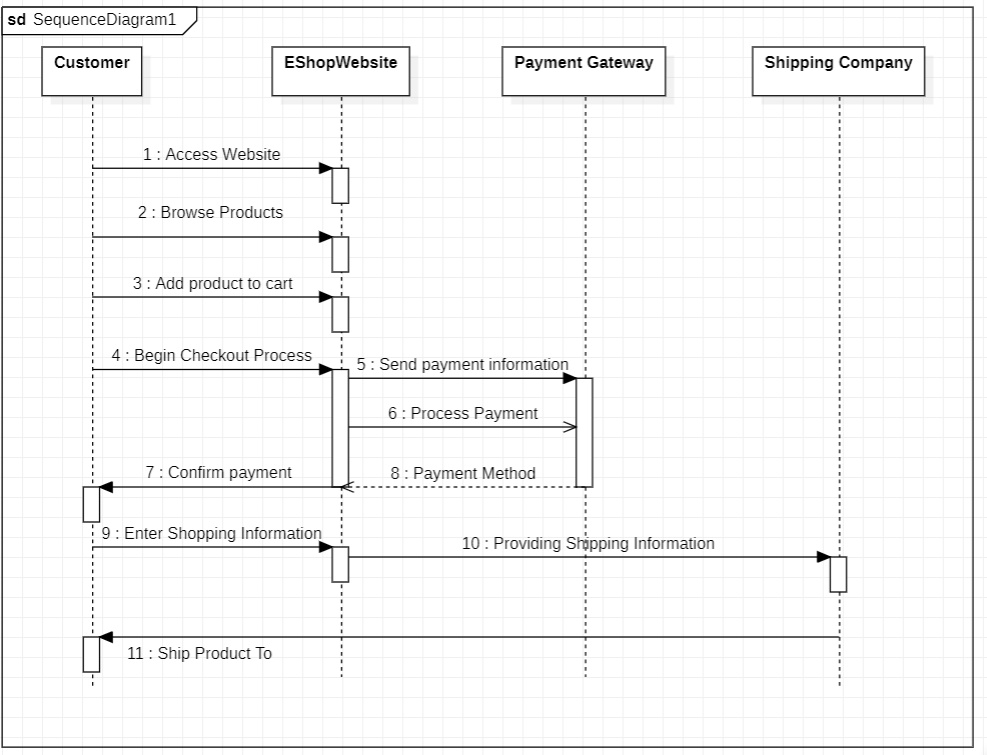 sd SequenceDiagram1
Customer
EShopWebsite
Payment Gateway
Shipping Company
1 : Access Website
2 : Browse Products
3 : Add product to cart
4 : Begin Checkout Process
5 : Send payment information
6 : Process Payment
7 : Confirm payment
8 : Payment Method
9 : Enter Shopping Information
10 : Providing Shipping Information
11 : Ship Product To